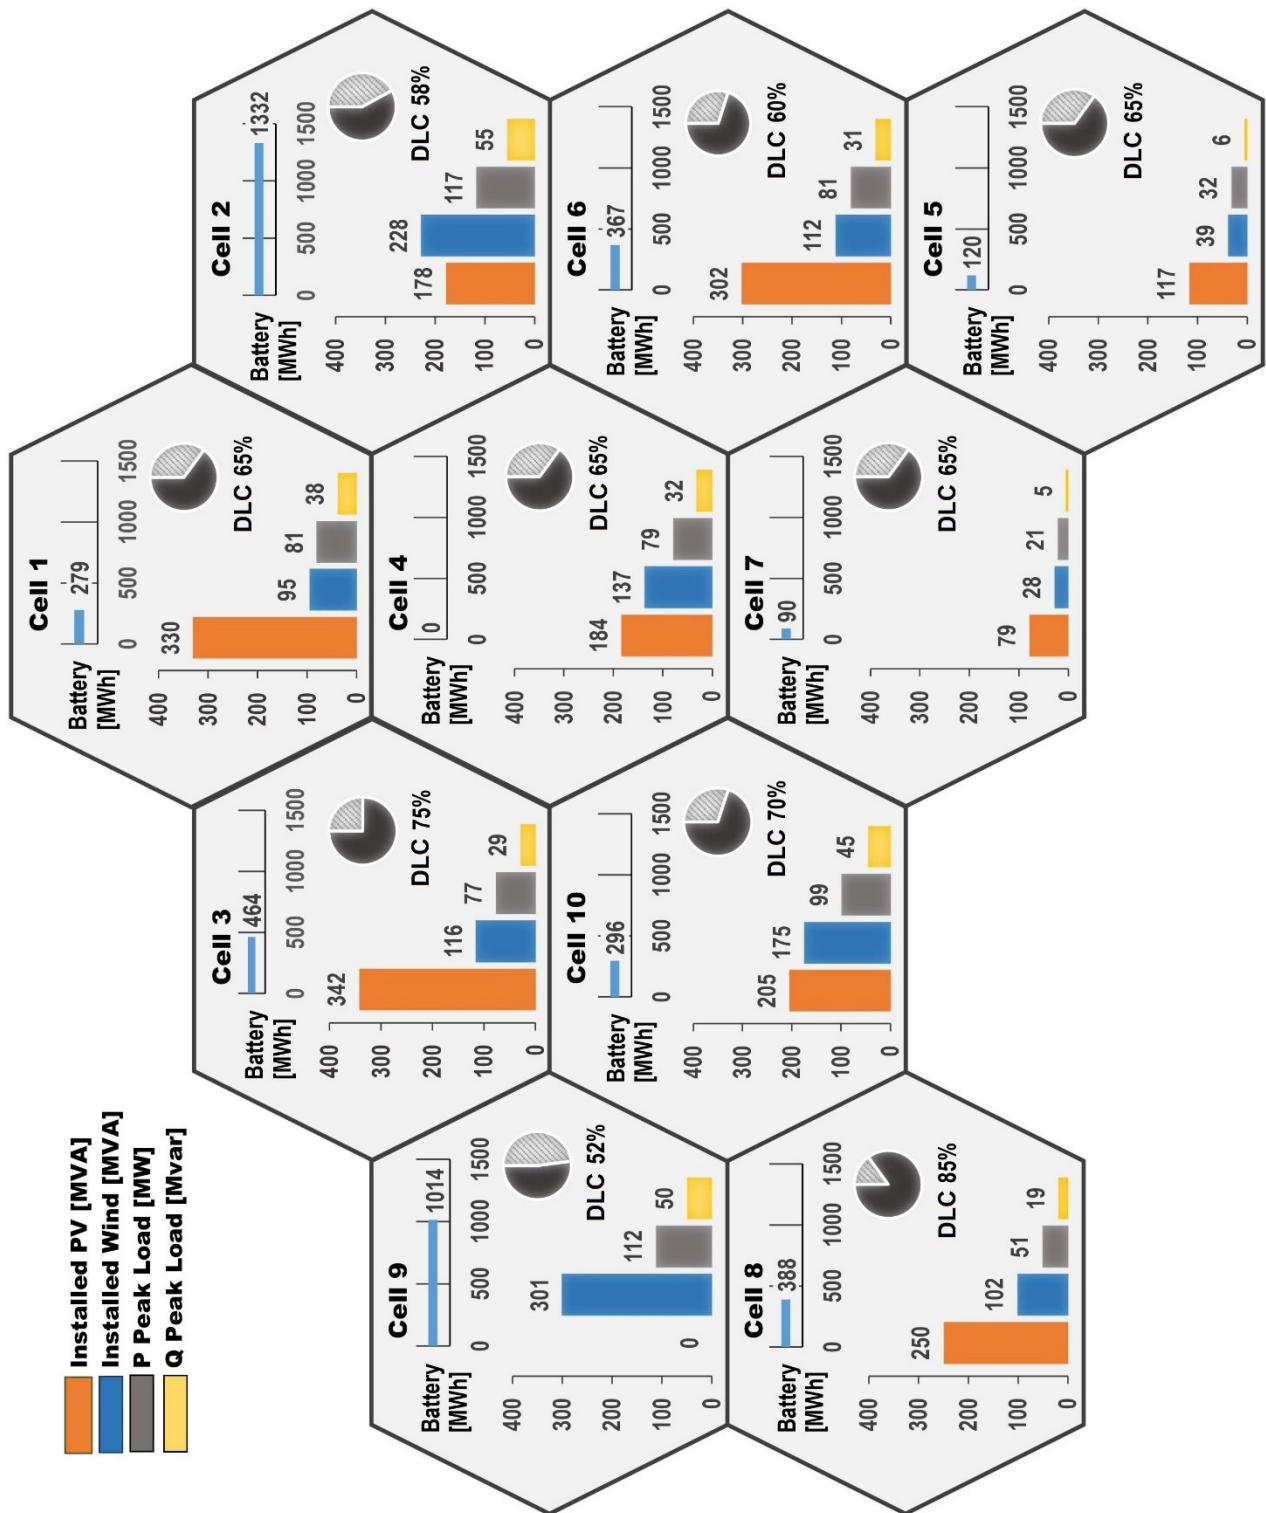 Installed PV [MVA]
Installed Wind [MVA]
P Peak Load [MW]
Q Peak Load [Mvar]
Cell 1
Battery
[MWh]
279
0 500 1000 1500
400
300
200
100
0
330
95
81
38
DLC 65%
Cell 2
Battery
[MWh]
1332
0 500 1000 1500
400
300
200
100
0
178
228
117
55
DLC 58%
Cell 3
Battery
[MWh]
464
0 500 1000 1500
400
300
200
100
0
342
116
77
29
DLC 75%
Cell 4
Battery
[MWh]
0
0 500 1000 1500
400
300
200
100
0
184
137
79
32
DLC 65%
Cell 6
Battery
[MWh]
367
0 500 1000 1500
400
300
200
100
0
302
112
81
31
DLC 60%
Cell 9
Battery
[MWh]
1014
0 500 1000 1500
400
300
200
100
0
0
301
112
50
DLC 52%
Cell 10
Battery
[MWh]
296
0 500 1000 1500
400
300
200
100
0
205
175
99
45
DLC 70%
Cell 7
Battery
[MWh]
90
0 500 1000 1500
400
300
200
100
0
79
28
21
5
DLC 65%
Cell 5
Battery
[MWh]
120
0 500 1000 1500
400
300
200
100
0
117
39
32
6
DLC 65%
Cell 8
Battery
[MWh]
388
0 500 1000 1500
400
300
200
100
0
250
102
51
19
DLC 85%